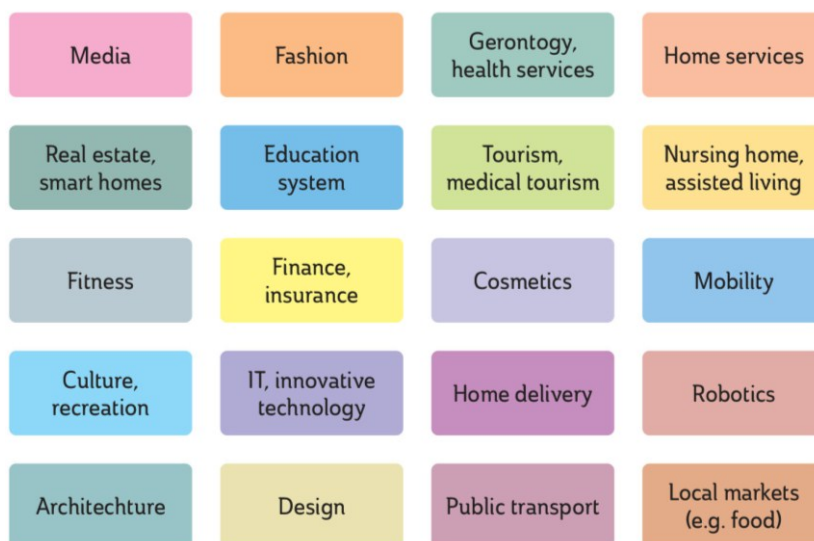 Media
Fashion
Gerontogy,
health services
Home services
Real estate,
smart homes
Education
system
Tourism,
medical tourism
Nursing home,
assisted living
Fitness
Finance,
insurance
Cosmetics
Mobility
Culture,
recreation
IT, innovative
technology
Home delivery
Robotics
Architechture
Design
Public transport
Local markets
(e.g. food)